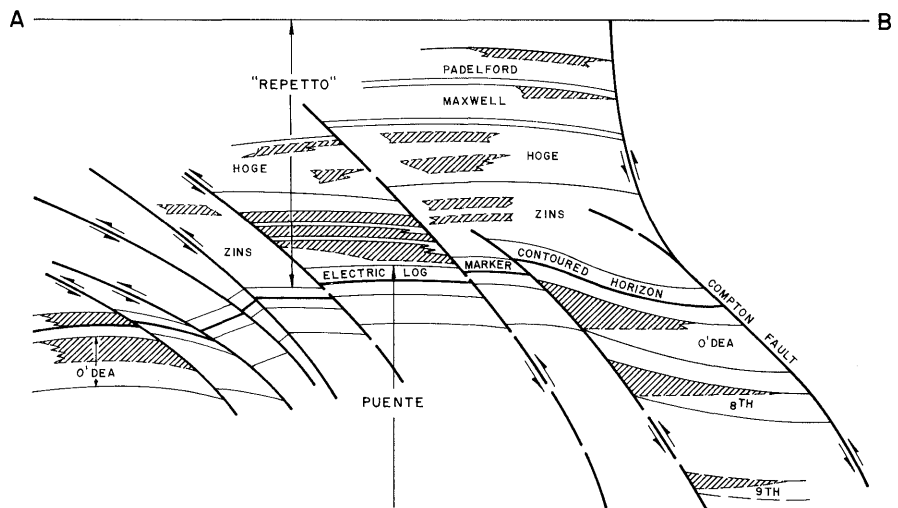 A
B
PADELFORD
"REPETTO"
MAXWELL
HOGE
HOGE
ZINS
ZINS
ELECTRIC LOG MARKER CONTOURED HORIZON
COMPTON FAULT
O'DEA
O'DEA
PUENTE
8TH
9TH